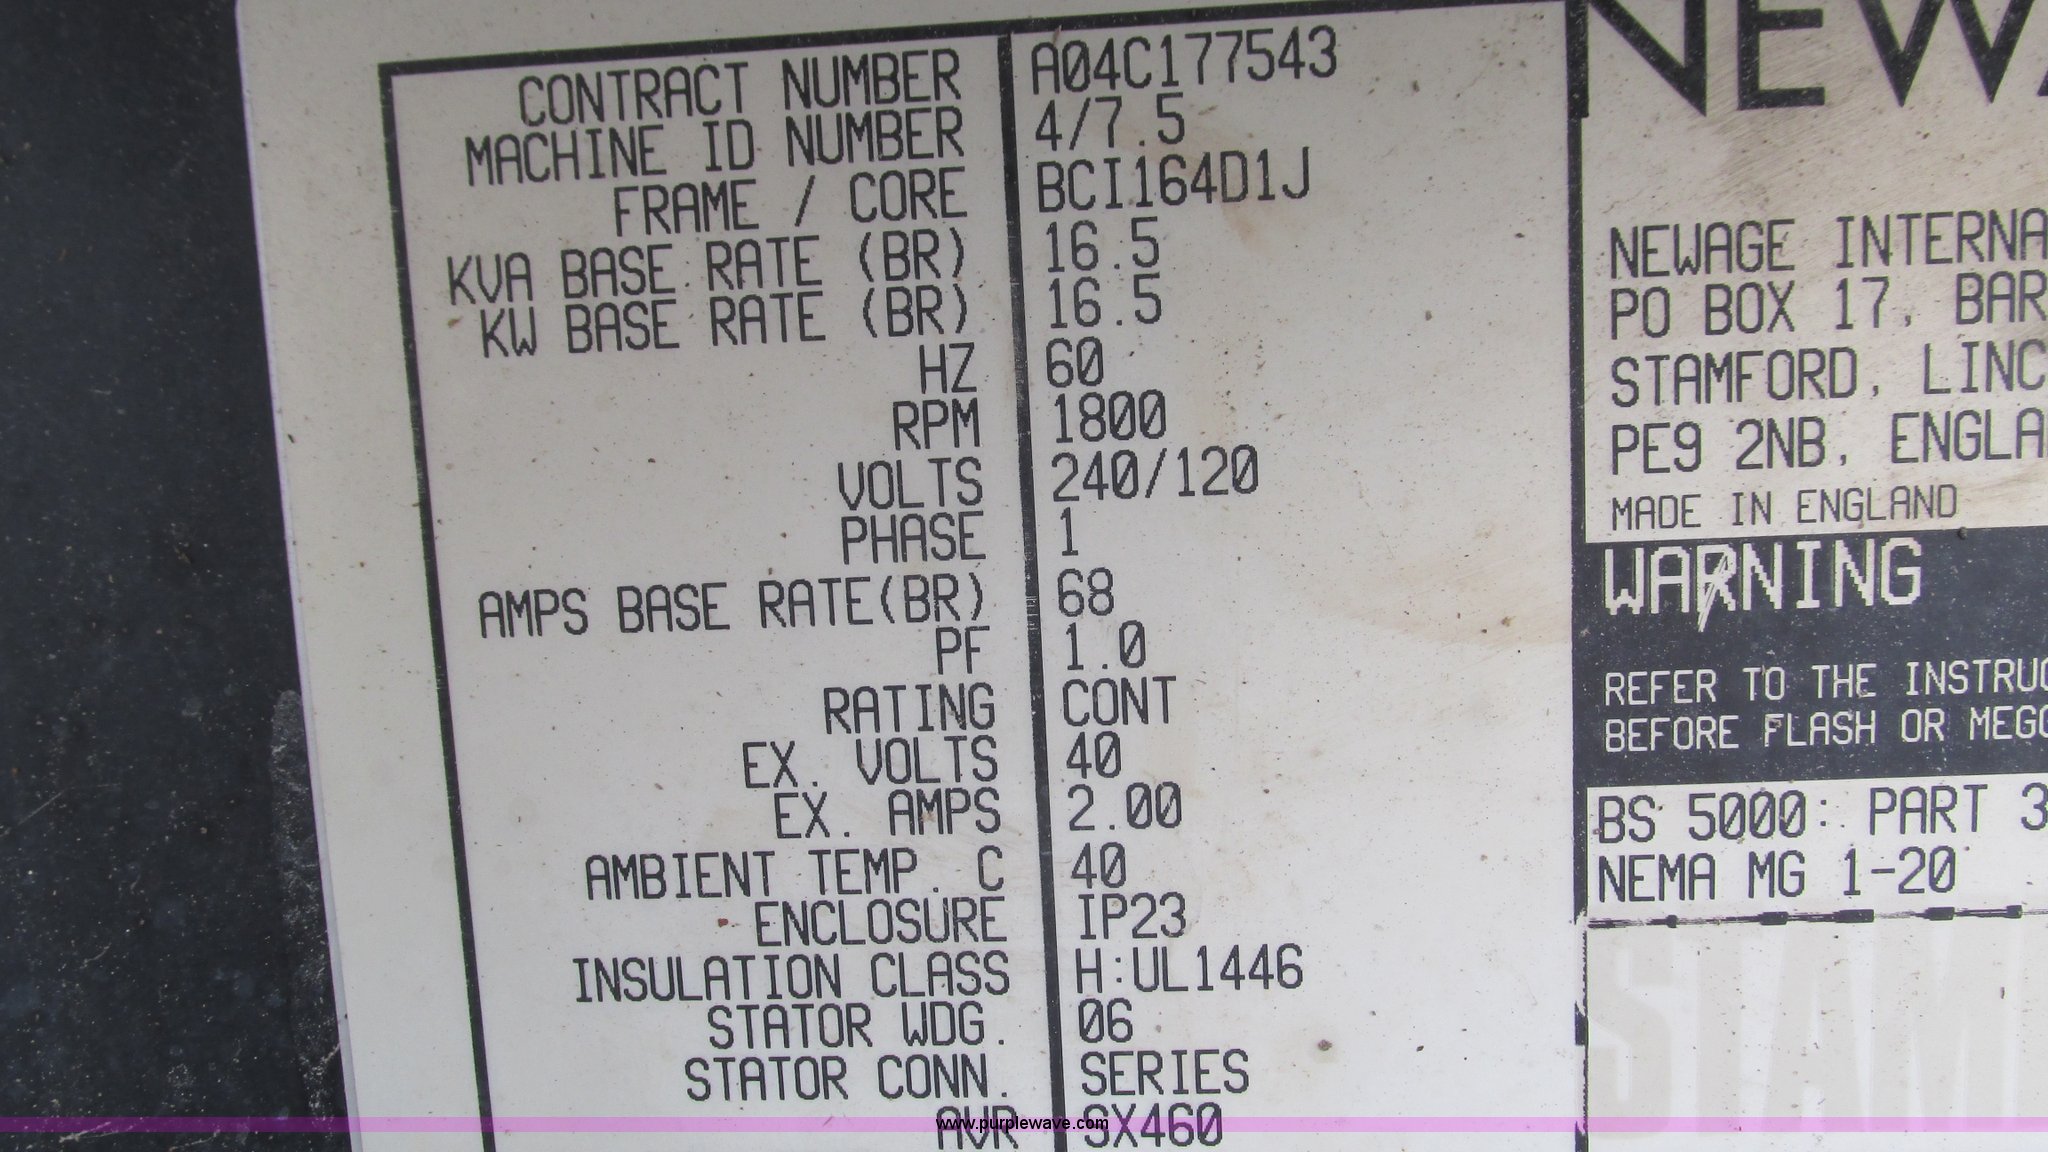 CONTRACT NUMBER A04C177543
MACHINE ID NUMBER 4/7.5
FRAME / CORE BCI164D1J
KVA BASE RATE (BR) 16.5
KW BASE RATE (BR) 16.5
HZ 60
RPM 1800
VOLTS 240/120
PHASE 1
AMPS BASE RATE(BR) 68
PF 1.0
RATING CONT
EX. VOLTS 40
EX. AMPS 2.00
AMBIENT TEMP. C 40
ENCLOSURE IP23
INSULATION CLASS H:UL1446
STATOR WDG. 06
STATOR CONN. SERIES
AVR SX460
NEWA
NEWAGE INTERNA
PO BOX 17, BAR
STAMFORD, LINC
PE9 2NB, ENGLA
MADE IN ENGLAND
WARNING
REFER TO THE INSTRUC
BEFORE FLASH OR MEGG
BS 5000: PART 3
NEMA MG 1-20
STAM
www.purplewave.com